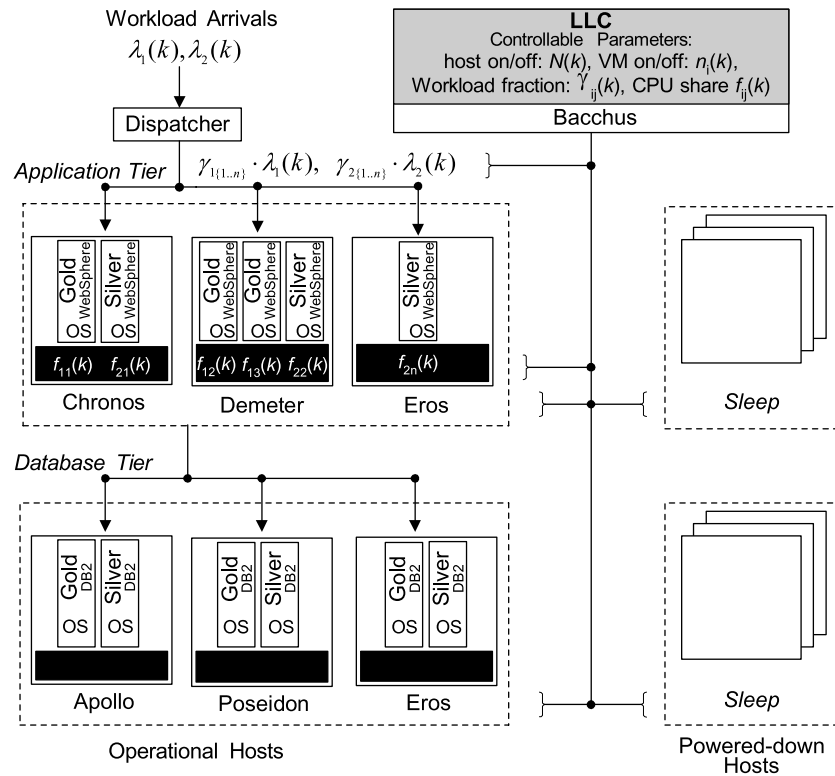 Workload Arrivals
λ₁(k), λ₂(k)
Dispatcher
LLC
Controllable Parameters:
host on/off: N(k), VM on/off: nᵢ(k),
Workload fraction: γᵢⱼ(k), CPU share fᵢⱼ(k)
Bacchus
Application Tier
γ₁{1..n} · λ₁(k), γ₂{1..n} · λ₂(k)
Gold
WebSphere
OS
Silver
WebSphere
OS
Gold
WebSphere
OS
Gold
WebSphere
OS
Silver
WebSphere
OS
Silver
WebSphere
OS
f₁₁(k) f₂₁(k)
f₁₂(k) f₁₃(k) f₂₂(k)
f₂ₙ(k)
Chronos
Demeter
Eros
Sleep
Database Tier
Gold
DB2
OS
Silver
DB2
OS
Gold
DB2
OS
Silver
DB2
OS
Gold
DB2
OS
Silver
DB2
OS
Apollo
Poseidon
Eros
Sleep
Operational Hosts
Powered-down
Hosts